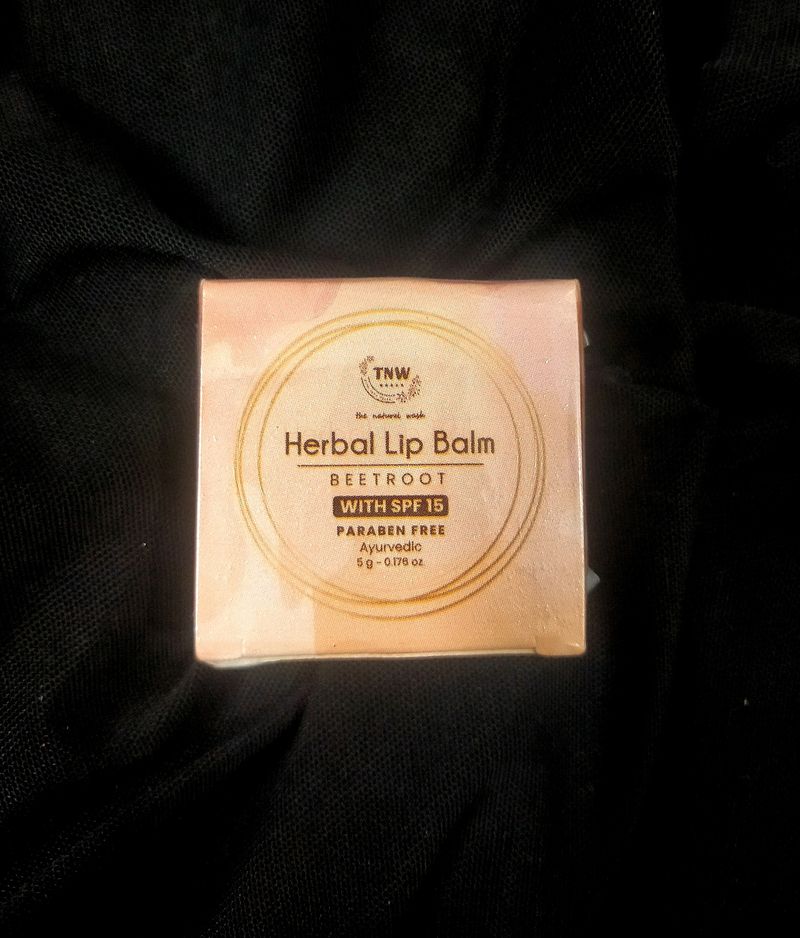 TNW
the natural wash
Herbal Lip Balm
BEETROOT
WITH SPF 15
PARABEN FREE
Ayurvedic
5 g - 0.176 oz